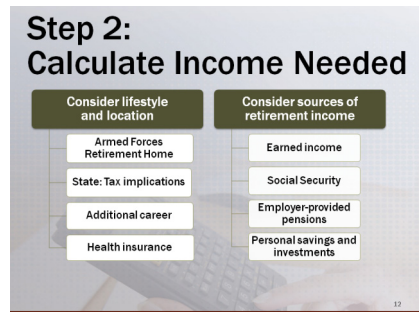 Step 2:
Calculate Income Needed
Consider lifestyle
and location
Armed Forces
Retirement Home
State: Tax implications
Additional career
Health insurance
Consider sources of
retirement income
Earned income
Social Security
Employer-provided
pensions
Personal savings and
investments
12